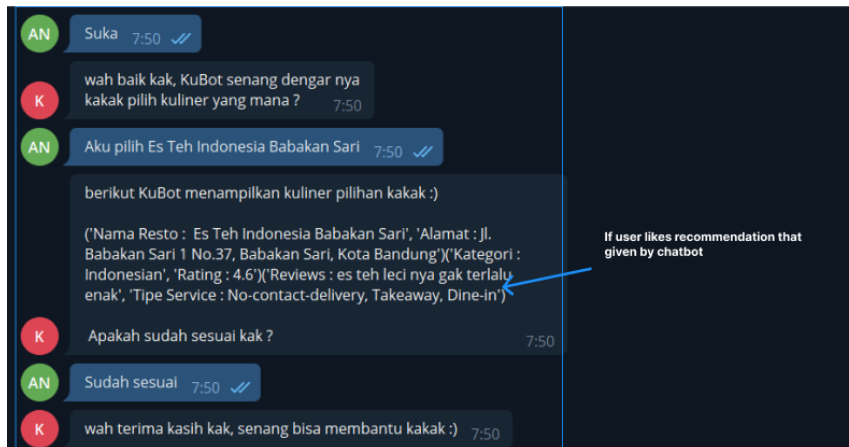 AN
Suka 7:50
wah baik kak, KuBot senang dengar nya
kakak pilih kuliner yang mana ? 7:50
K
AN
Aku pilih Es Teh Indonesia Babakan Sari 7:50
berikut KuBot menampilkan kuliner pilihan kakak :)
('Nama Resto :  Es Teh Indonesia Babakan Sari', 'Alamat : Jl.
Babakan Sari 1 No.37, Babakan Sari, Kota Bandung')('Kategori :
Indonesian', 'Rating : 4.6')('Reviews : es teh leci nya gak terlalu
enak', 'Tipe Service : No-contact-delivery, Takeaway, Dine-in')
If user likes recommendation that
given by chatbot
Apakah sudah sesuai kak ? 7:50
K
AN
Sudah sesuai 7:50
K
wah terima kasih kak, senang bisa membantu kakak :) 7:50